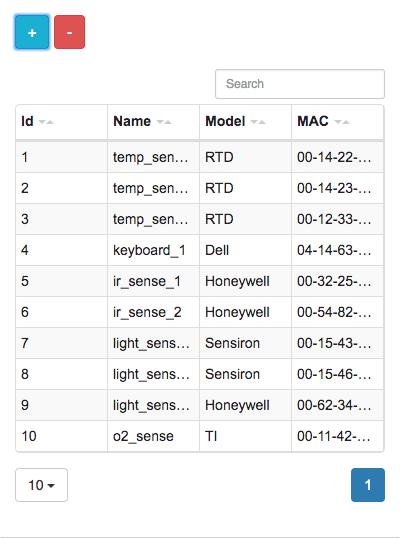 + -
Search
Id Name Model MAC
1 temp_sen... RTD 00-14-22-...
2 temp_sen... RTD 00-14-23-...
3 temp_sen... RTD 00-12-33-...
4 keyboard_1 Dell 04-14-63-...
5 ir_sense_1 Honeywell 00-32-25-...
6 ir_sense_2 Honeywell 00-54-82-...
7 light_sens... Sensiron 00-15-43-...
8 light_sens... Sensiron 00-15-46-...
9 light_sens... Honeywell 00-62-34-...
10 o2_sense TI 00-11-42-...
10 1